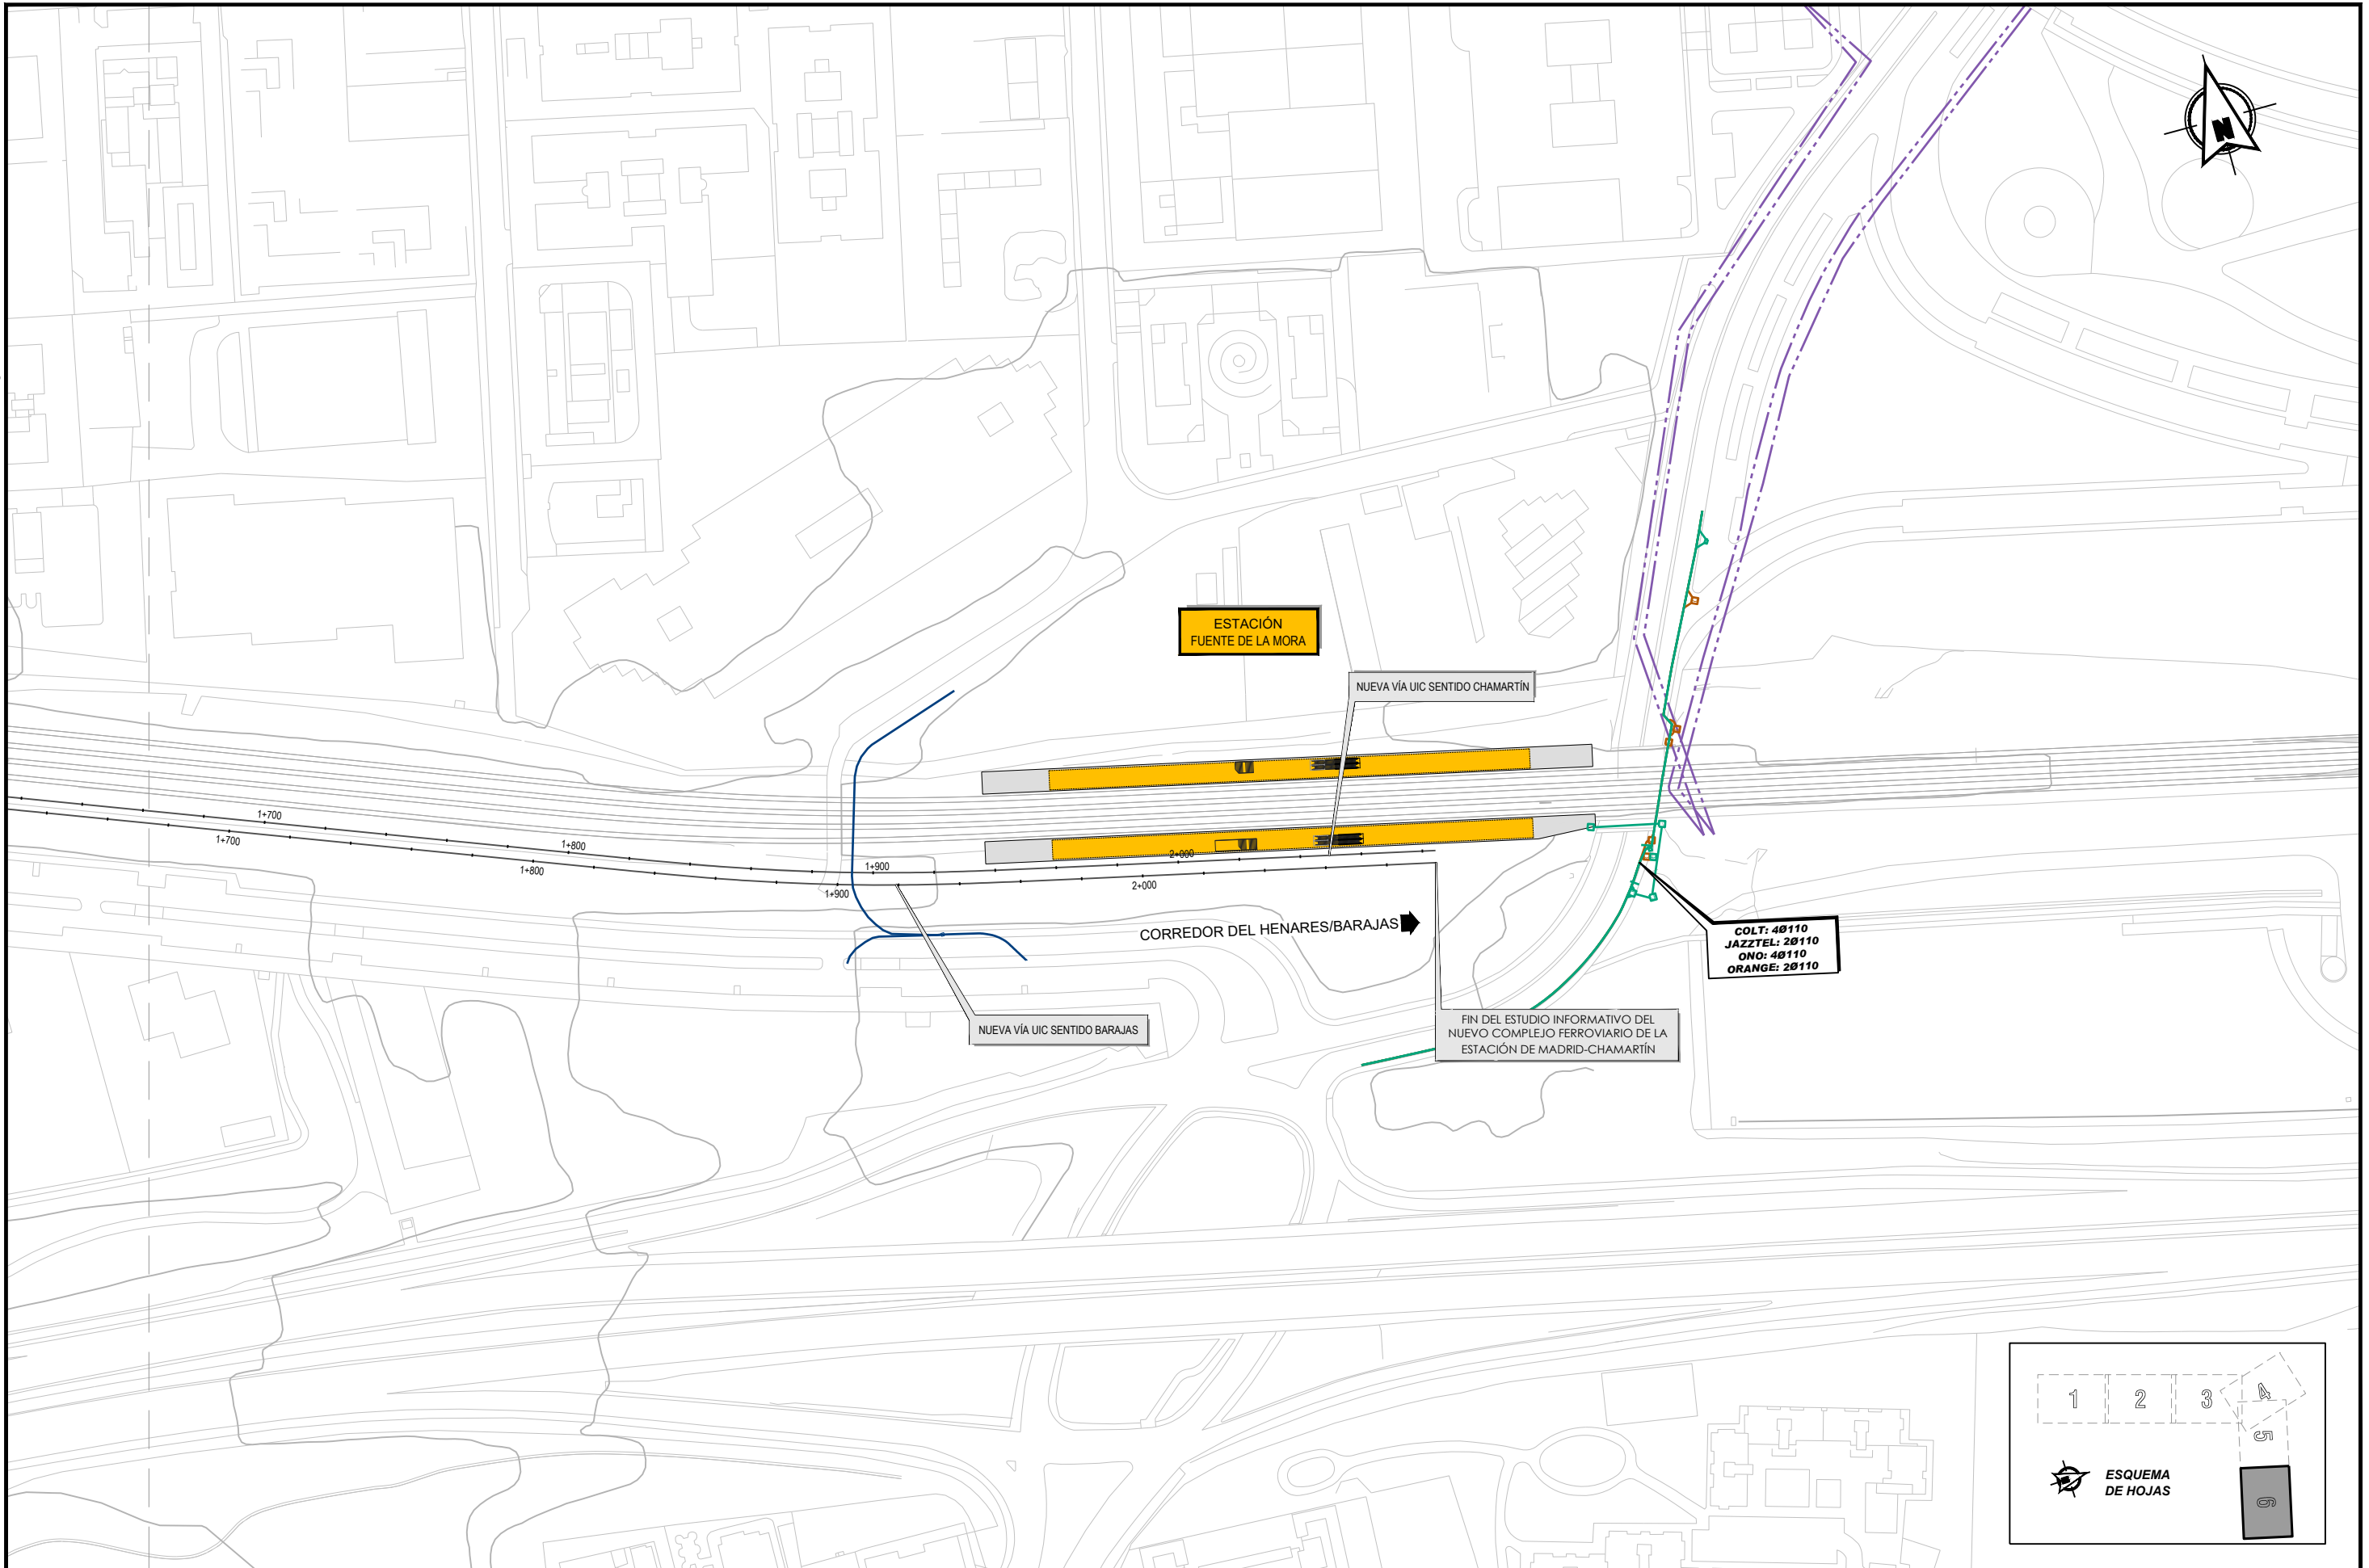 N
ESTACIÓN
FUENTE DE LA MORA
NUEVA VÍA UIC SENTIDO CHAMARTÍN
1+700
1+700
1+800
1+800
1+900
1+900
2+000
2+000
CORREDOR DEL HENARES/BARAJAS
COLT: 4Ø110
JAZZTEL: 2Ø110
ONO: 4Ø110
ORANGE: 2Ø110
NUEVA VÍA UIC SENTIDO BARAJAS
FIN DEL ESTUDIO INFORMATIVO DEL
NUEVO COMPLEJO FERROVIARIO DE LA
ESTACIÓN DE MADRID-CHAMARTÍN
1
2
3
4
5
6
ESQUEMA
DE HOJAS